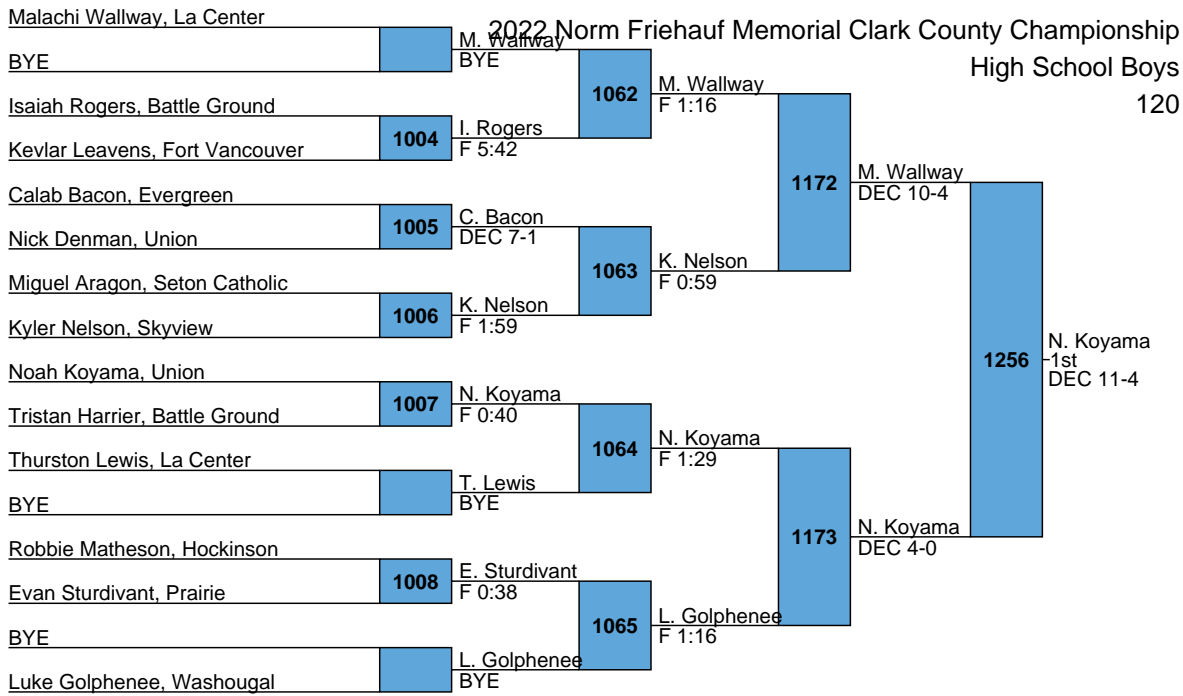 2022 Norm Friehauf Memorial Clark County Championship
High School Boys
120
Malachi Wallway, La Center
BYE
Isaiah Rogers, Battle Ground
Kevlar Leavens, Fort Vancouver
Calab Bacon, Evergreen
Nick Denman, Union
Miguel Aragon, Seton Catholic
Kyler Nelson, Skyview
Noah Koyama, Union
Tristan Harrier, Battle Ground
Thurston Lewis, La Center
BYE
Robbie Matheson, Hockinson
Evan Sturdivant, Prairie
BYE
Luke Golphenee, Washougal
1004
1005
1006
1007
1008
M. Wallway
BYE
I. Rogers
F 5:42
C. Bacon
DEC 7-1
K. Nelson
F 1:59
N. Koyama
F 0:40
T. Lewis
BYE
E. Sturdivant
F 0:38
L. Golphenee
BYE
1062
1063
1064
1065
M. Wallway
F 1:16
K. Nelson
F 0:59
N. Koyama
F 1:29
L. Golphenee
F 1:16
1172
1173
M. Wallway
DEC 10-4
N. Koyama
DEC 4-0
1256
N. Koyama
1st
DEC 11-4